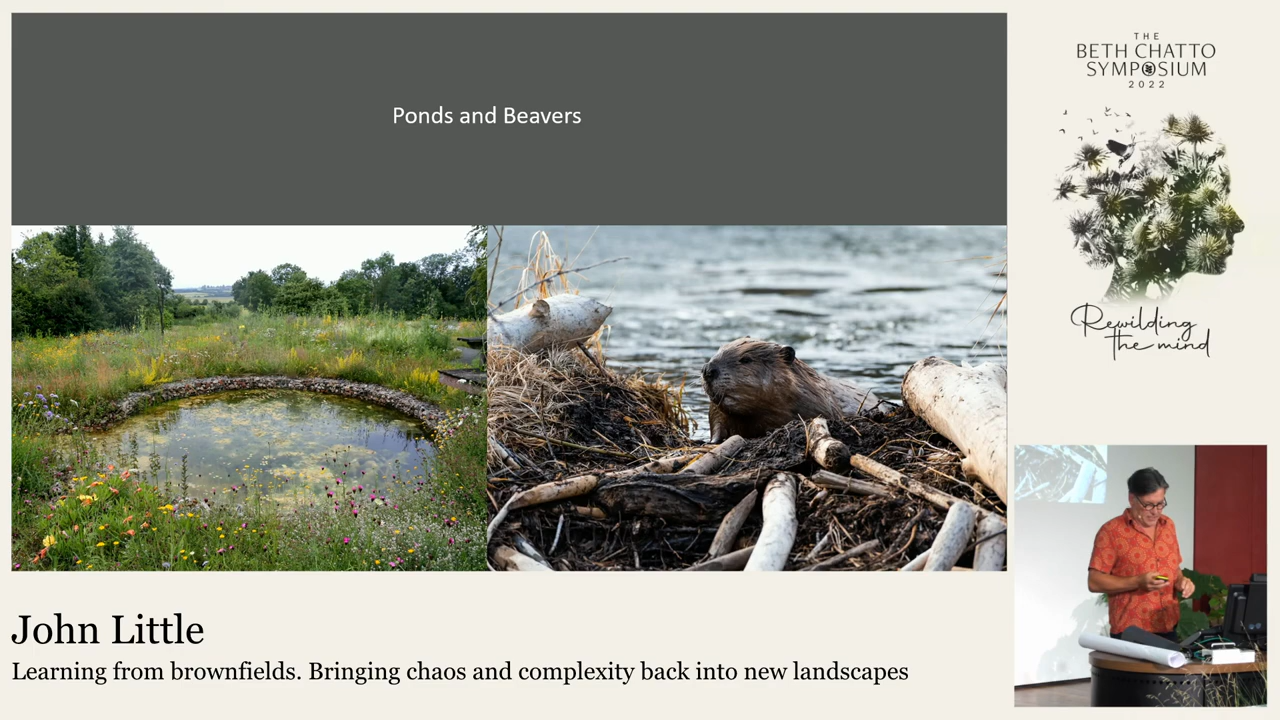 Ponds and Beavers
THE
BETH CHATTO
SYMPOSIUM
2022
Rewilding
the mind
John Little
Learning from brownfields. Bringing chaos and complexity back into new landscapes